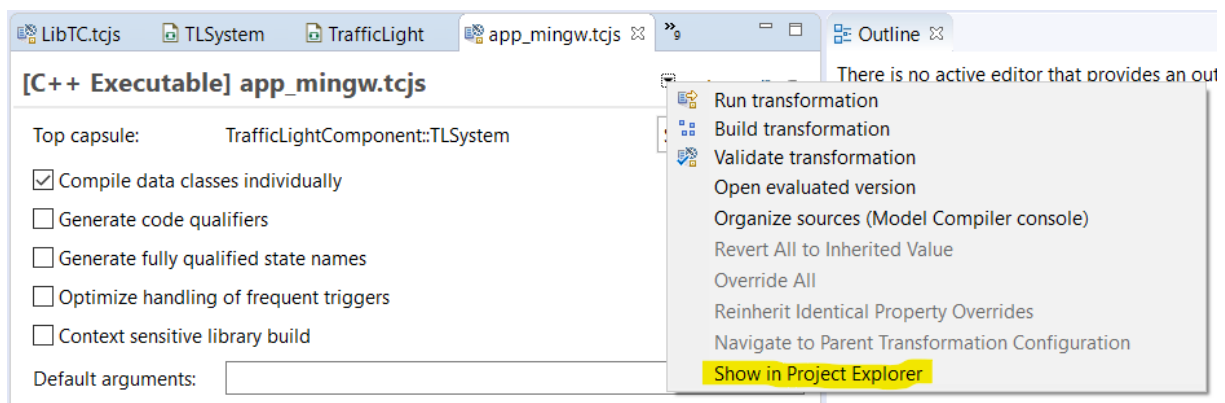 LibTC.tcjs TLSystem TrafficLight app_mingw.tcjs »9 Outline
[C++ Executable] app_mingw.tcjs
There is no active editor that provides an out
Top capsule: TrafficLightComponent::TLSystem
Compile data classes individually
Generate code qualifiers
Generate fully qualified state names
Optimize handling of frequent triggers
Context sensitive library build
Default arguments:
Run transformation
Build transformation
Validate transformation
Open evaluated version
Organize sources (Model Compiler console)
Revert All to Inherited Value
Override All
Reinherit Identical Property Overrides
Navigate to Parent Transformation Configuration
Show in Project Explorer